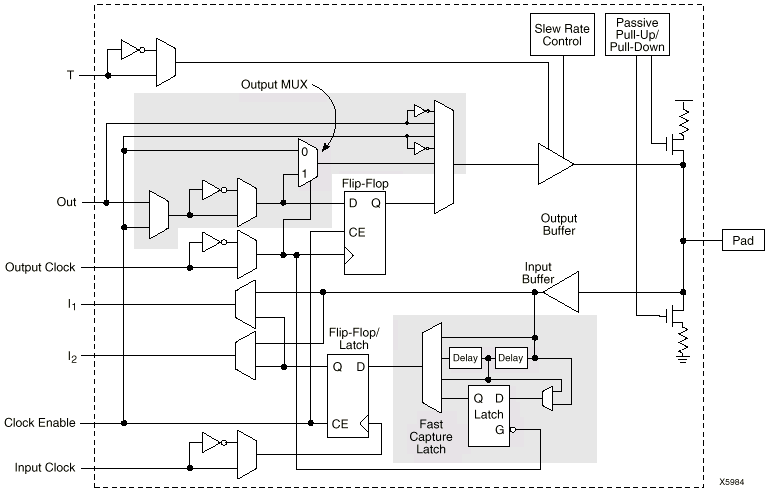 Slew Rate
Control
Passive
Pull-Up/
Pull-Down
T
Output MUX
0
1
Flip-Flop
Out
D
Q
CE
Output
Buffer
Pad
Output Clock
Input
Buffer
I1
Flip-Flop/
Latch
I2
Delay
Delay
Q
D
Q
D
Latch
G
Fast
Capture
Latch
Clock Enable
CE
Input Clock
X5984